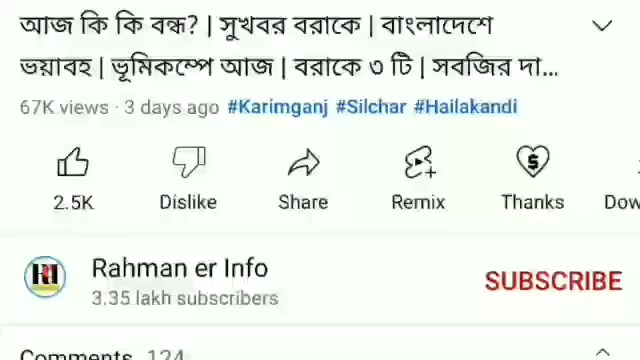 আজ কি কি বন্ধ? | সুখবর বরাকে | বাংলাদেশে
ভয়াবহ | ভূমিকম্পে আজ | বরাকে ৩ টি | সবজির দা...
67K views · 3 days ago #Karimganj #Silchar #Hailakandi
2.5K Dislike Share Remix Thanks Dow
Rahman er Info
SUBSCRIBE
3.35 lakh subscribers
Comments 124